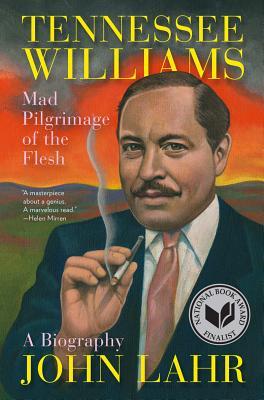 TENNESSEE
WILLIAMS
Mad
Pilgrimage
of the
Flesh
"A masterpiece
about a genius.
A marvelous read."
—Helen Mirren
NATIONAL BOOK AWARD
FINALIST
A Biography
JOHN LAHR